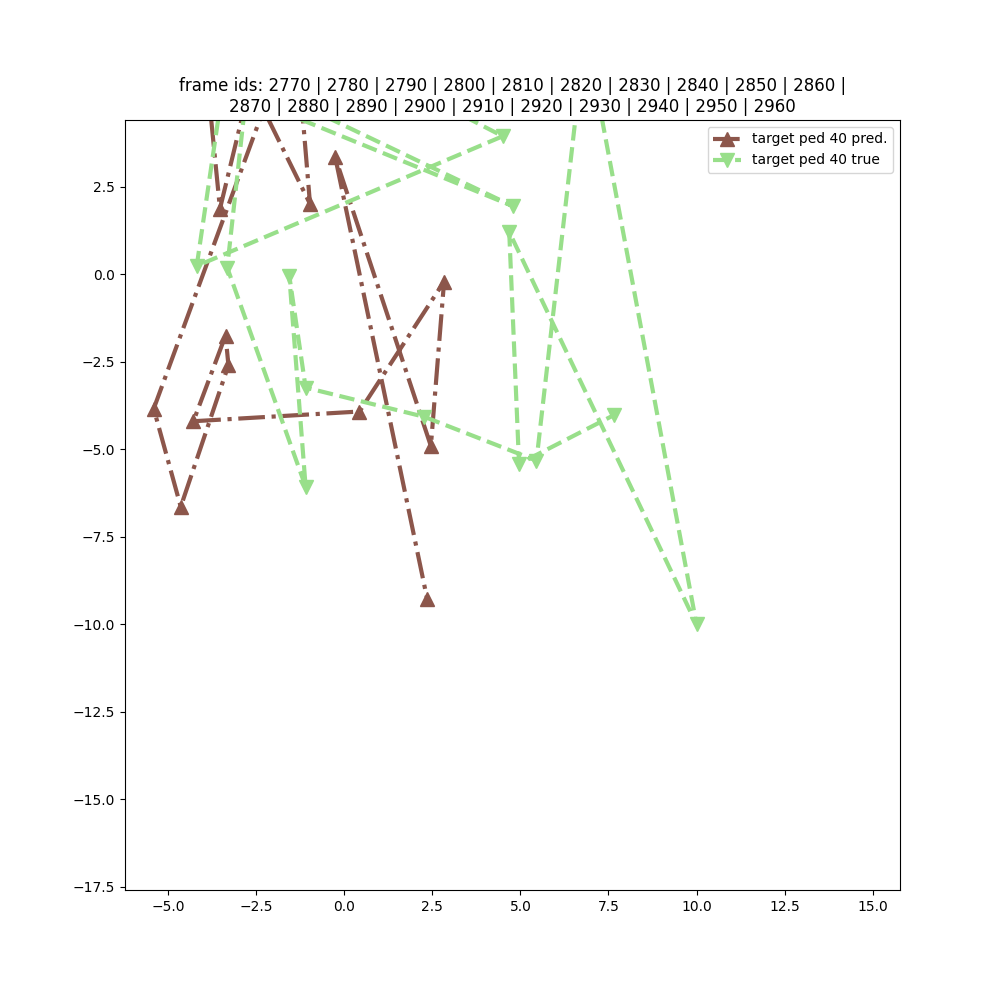 frame ids: 2770 | 2780 | 2790 | 2800 | 2810 | 2820 | 2830 | 2840 | 2850 | 2860 |
2870 | 2880 | 2890 | 2900 | 2910 | 2920 | 2930 | 2940 | 2950 | 2960
target ped 40 pred.
target ped 40 true
2.5
0.0
−2.5
−5.0
−7.5
−10.0
−12.5
−15.0
−17.5
−5.0 −2.5 0.0 2.5 5.0 7.5 10.0 12.5 15.0